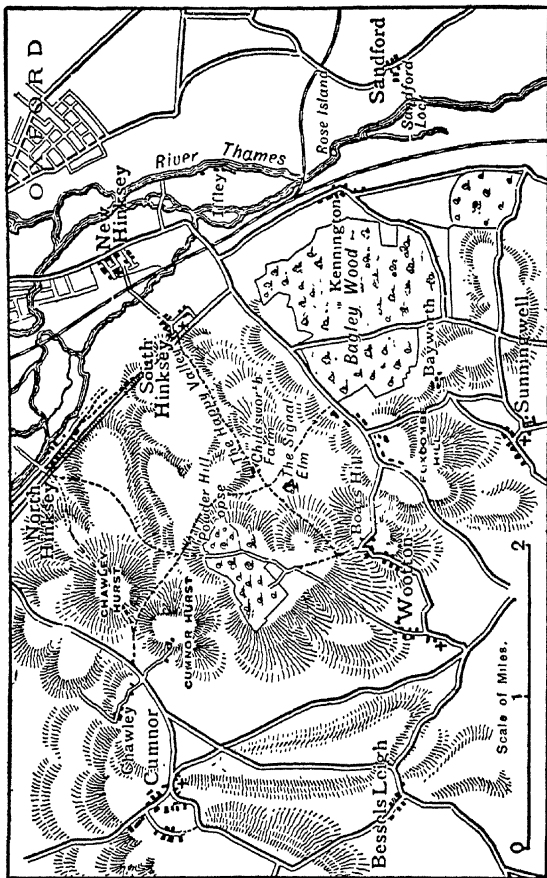 OXFORD
North
Hinksey
New
Hinksey
River Thames
Iffley
South
Hinksey
CHAWLEY
HURST
Chawley
Cumnor
CUMNOR HURST
Powder Hill
Copse
The Happy Valley
Chilswell
Farm
The Signal
Elm
Rose Island
Sandford
Sandford
Lock
Kennington
Bagley Wood
Boars Hill
Wootton
Bayworth
HILL
Sunningwell
Bessels Leigh
Scale of Miles.
0 1 2